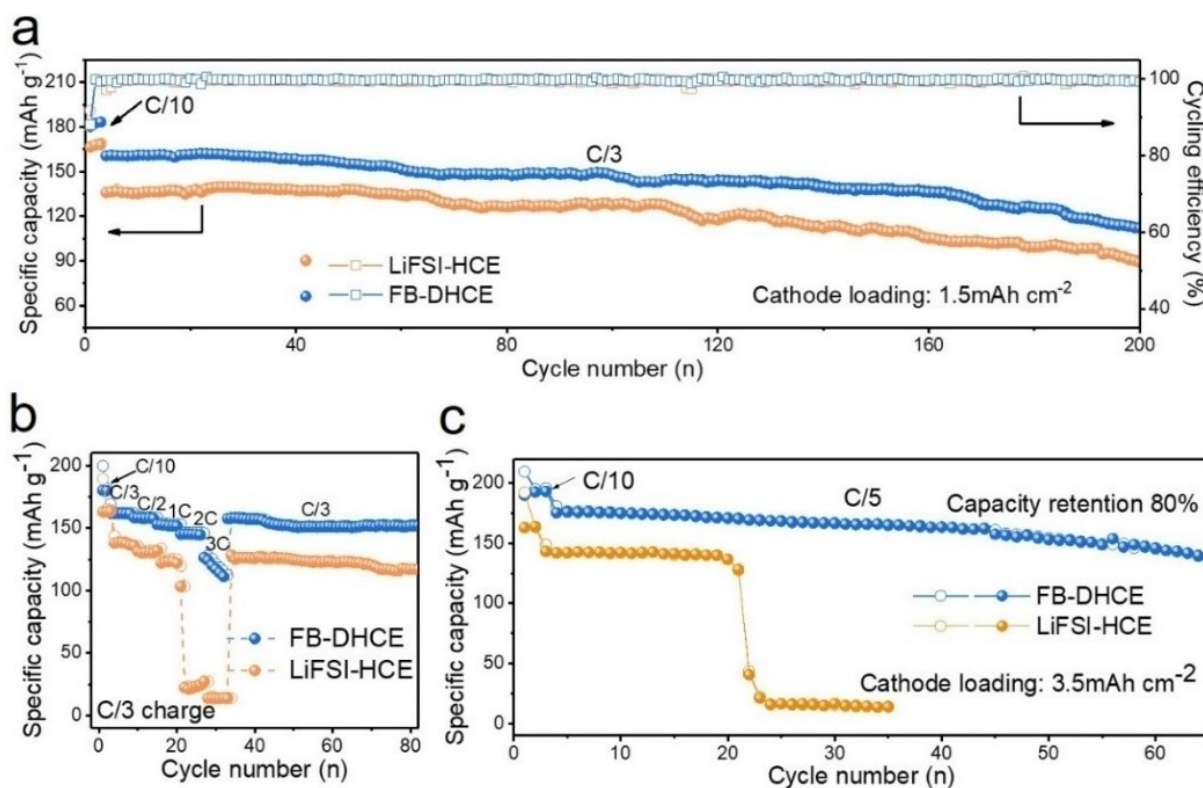 a
Specific capacity (mAh g⁻¹)
210
180
150
120
90
60
C/10
C/3
LiFSI-HCE
FB-DHCE
Cathode loading: 1.5mAh cm⁻²
100
80
60
40
Cycling efficiency (%)
0 40 80 120 160 200
Cycle number (n)
b
Specific capacity (mAh g⁻¹)
200
150
100
50
0
C/10
C/3
C/2
1C
2C
3C
C/3
FB-DHCE
LiFSI-HCE
C/3 charge
0 20 40 60 80
Cycle number (n)
c
Specific capacity (mAh g⁻¹)
200
150
100
50
0
C/10
C/5
Capacity retention 80%
FB-DHCE
LiFSI-HCE
Cathode loading: 3.5mAh cm⁻²
0 10 20 30 40 50 60
Cycle number (n)